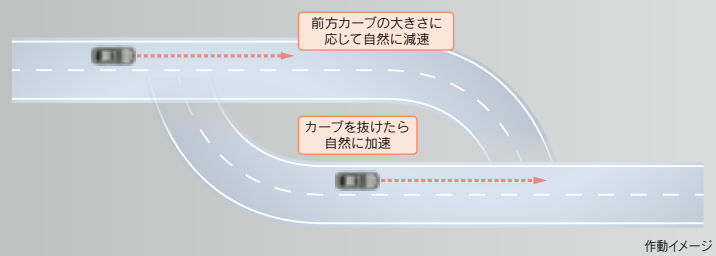 前方カーブの大きさに
応じて自然に減速
カーブを抜けたら
自然に加速
作動イメージ